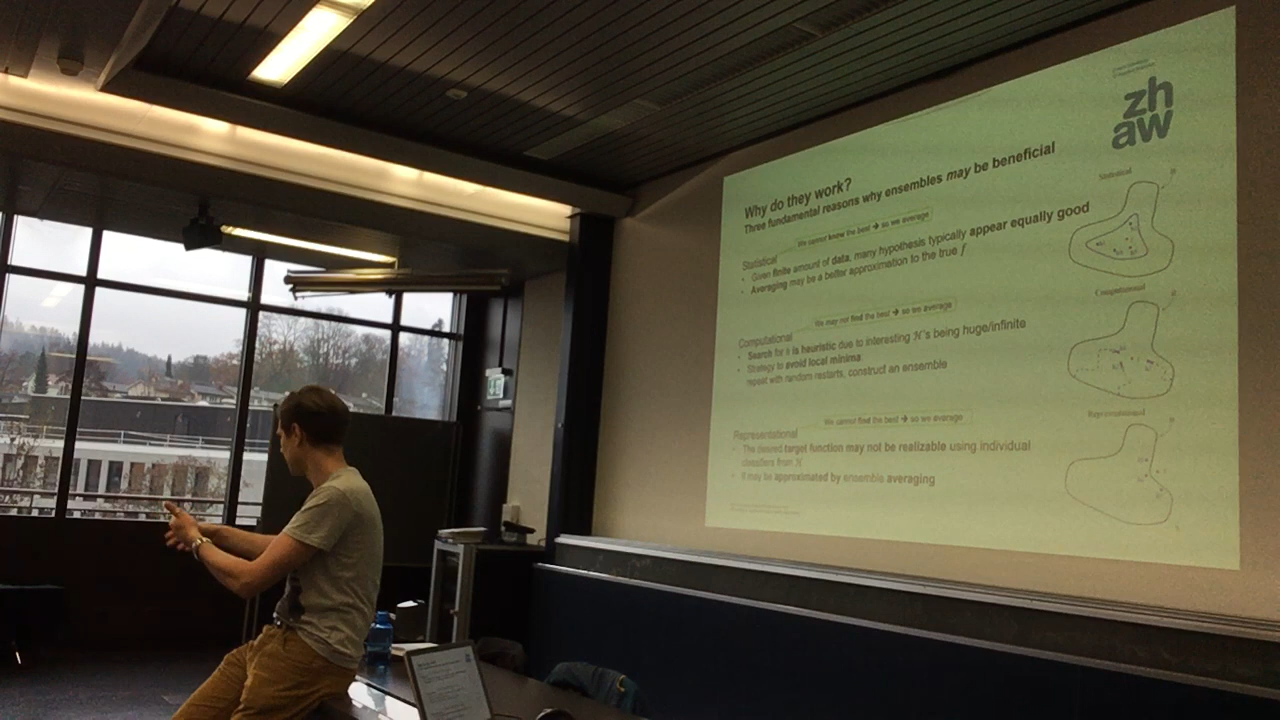 zh
aw
Why do they work?
Three fundamental reasons why ensembles may be beneficial
Statistical
We cannot know the best → so we average
Statistical
• Given finite amount of data, many hypothesis typically appear equally good
• Averaging may be a better approximation to the true f
Computational
We may not find the best → so we average
Computational
• Search for h is heuristic due to interesting ℋ's being huge/infinite
• Strategy to avoid local minima:
repeat with random restarts, construct an ensemble
Representational
We cannot find the best → so we average
Representational
• The desired target function may not be realizable using individual
classifiers from ℋ
• It may be approximated by ensemble averaging